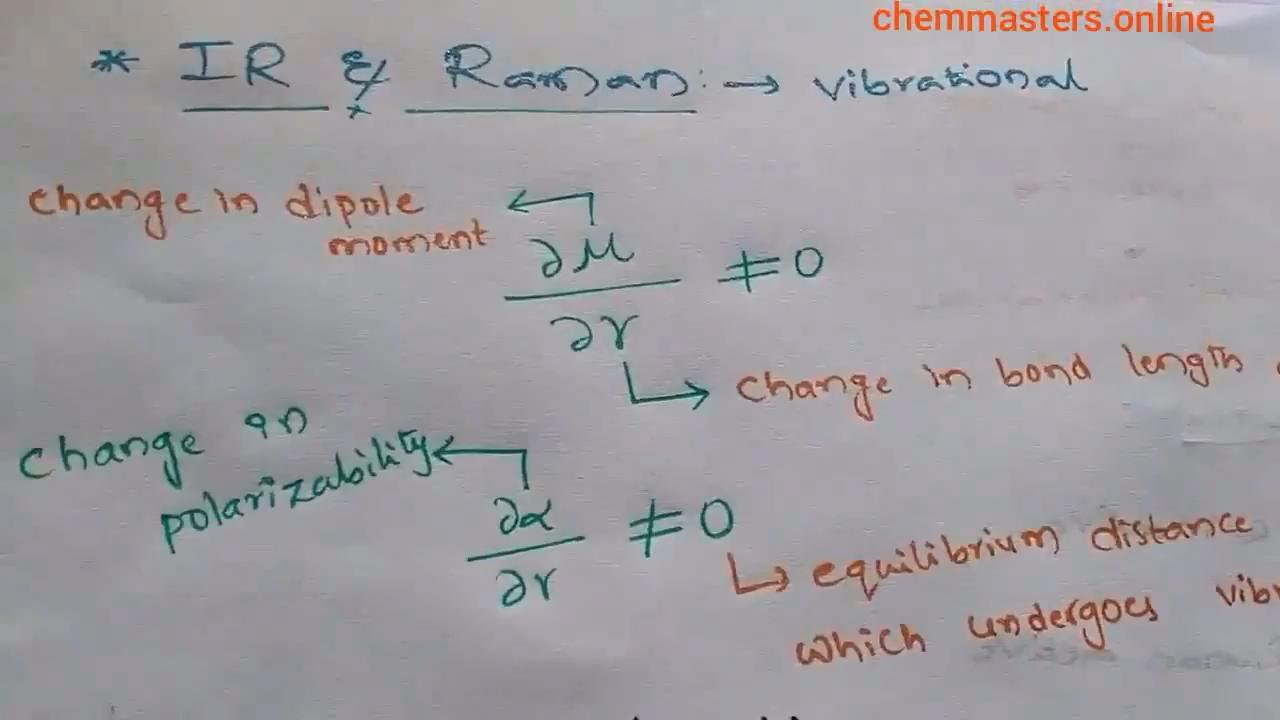 chemmasters.online
* IR & Raman: → vibrational
change in dipole
moment
∂μ
≠ 0
∂r
change in bond length
change in
polarizability
∂α
≠ 0
∂r
equilibrium distance
which undergoes